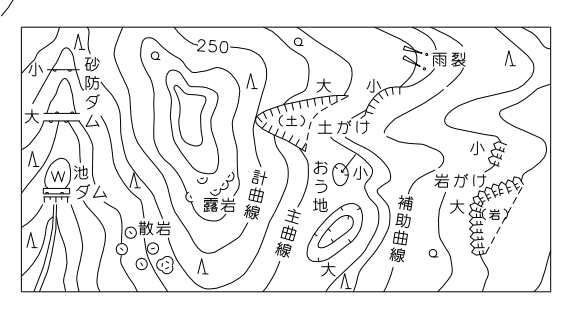 250
雨裂
小
砂防ダム
大
大
小
(土)
土がけ
小
岩がけ
大
(岩)
W
池
ダム
計曲線
おう地
小
大
露岩
主曲線
補助曲線
散岩